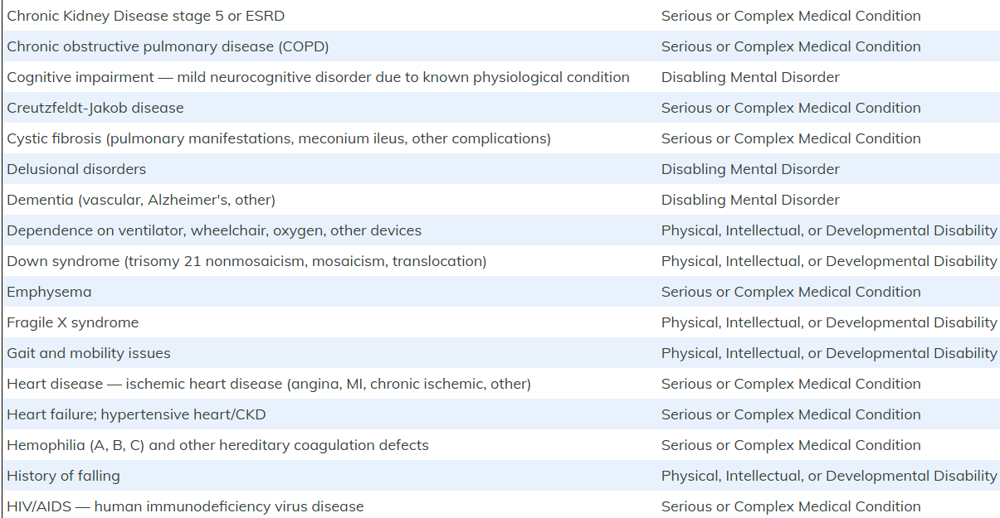 Chronic Kidney Disease stage 5 or ESRD Serious or Complex Medical Condition
Chronic obstructive pulmonary disease (COPD) Serious or Complex Medical Condition
Cognitive impairment — mild neurocognitive disorder due to known physiological condition Disabling Mental Disorder
Creutzfeldt-Jakob disease Serious or Complex Medical Condition
Cystic fibrosis (pulmonary manifestations, meconium ileus, other complications) Serious or Complex Medical Condition
Delusional disorders Disabling Mental Disorder
Dementia (vascular, Alzheimer's, other) Disabling Mental Disorder
Dependence on ventilator, wheelchair, oxygen, other devices Physical, Intellectual, or Developmental Disability
Down syndrome (trisomy 21 nonmosaicism, mosaicism, translocation) Physical, Intellectual, or Developmental Disability
Emphysema Serious or Complex Medical Condition
Fragile X syndrome Physical, Intellectual, or Developmental Disability
Gait and mobility issues Physical, Intellectual, or Developmental Disability
Heart disease — ischemic heart disease (angina, MI, chronic ischemic, other) Serious or Complex Medical Condition
Heart failure; hypertensive heart/CKD Serious or Complex Medical Condition
Hemophilia (A, B, C) and other hereditary coagulation defects Serious or Complex Medical Condition
History of falling Physical, Intellectual, or Developmental Disability
HIV/AIDS — human immunodeficiency virus disease Serious or Complex Medical Condition